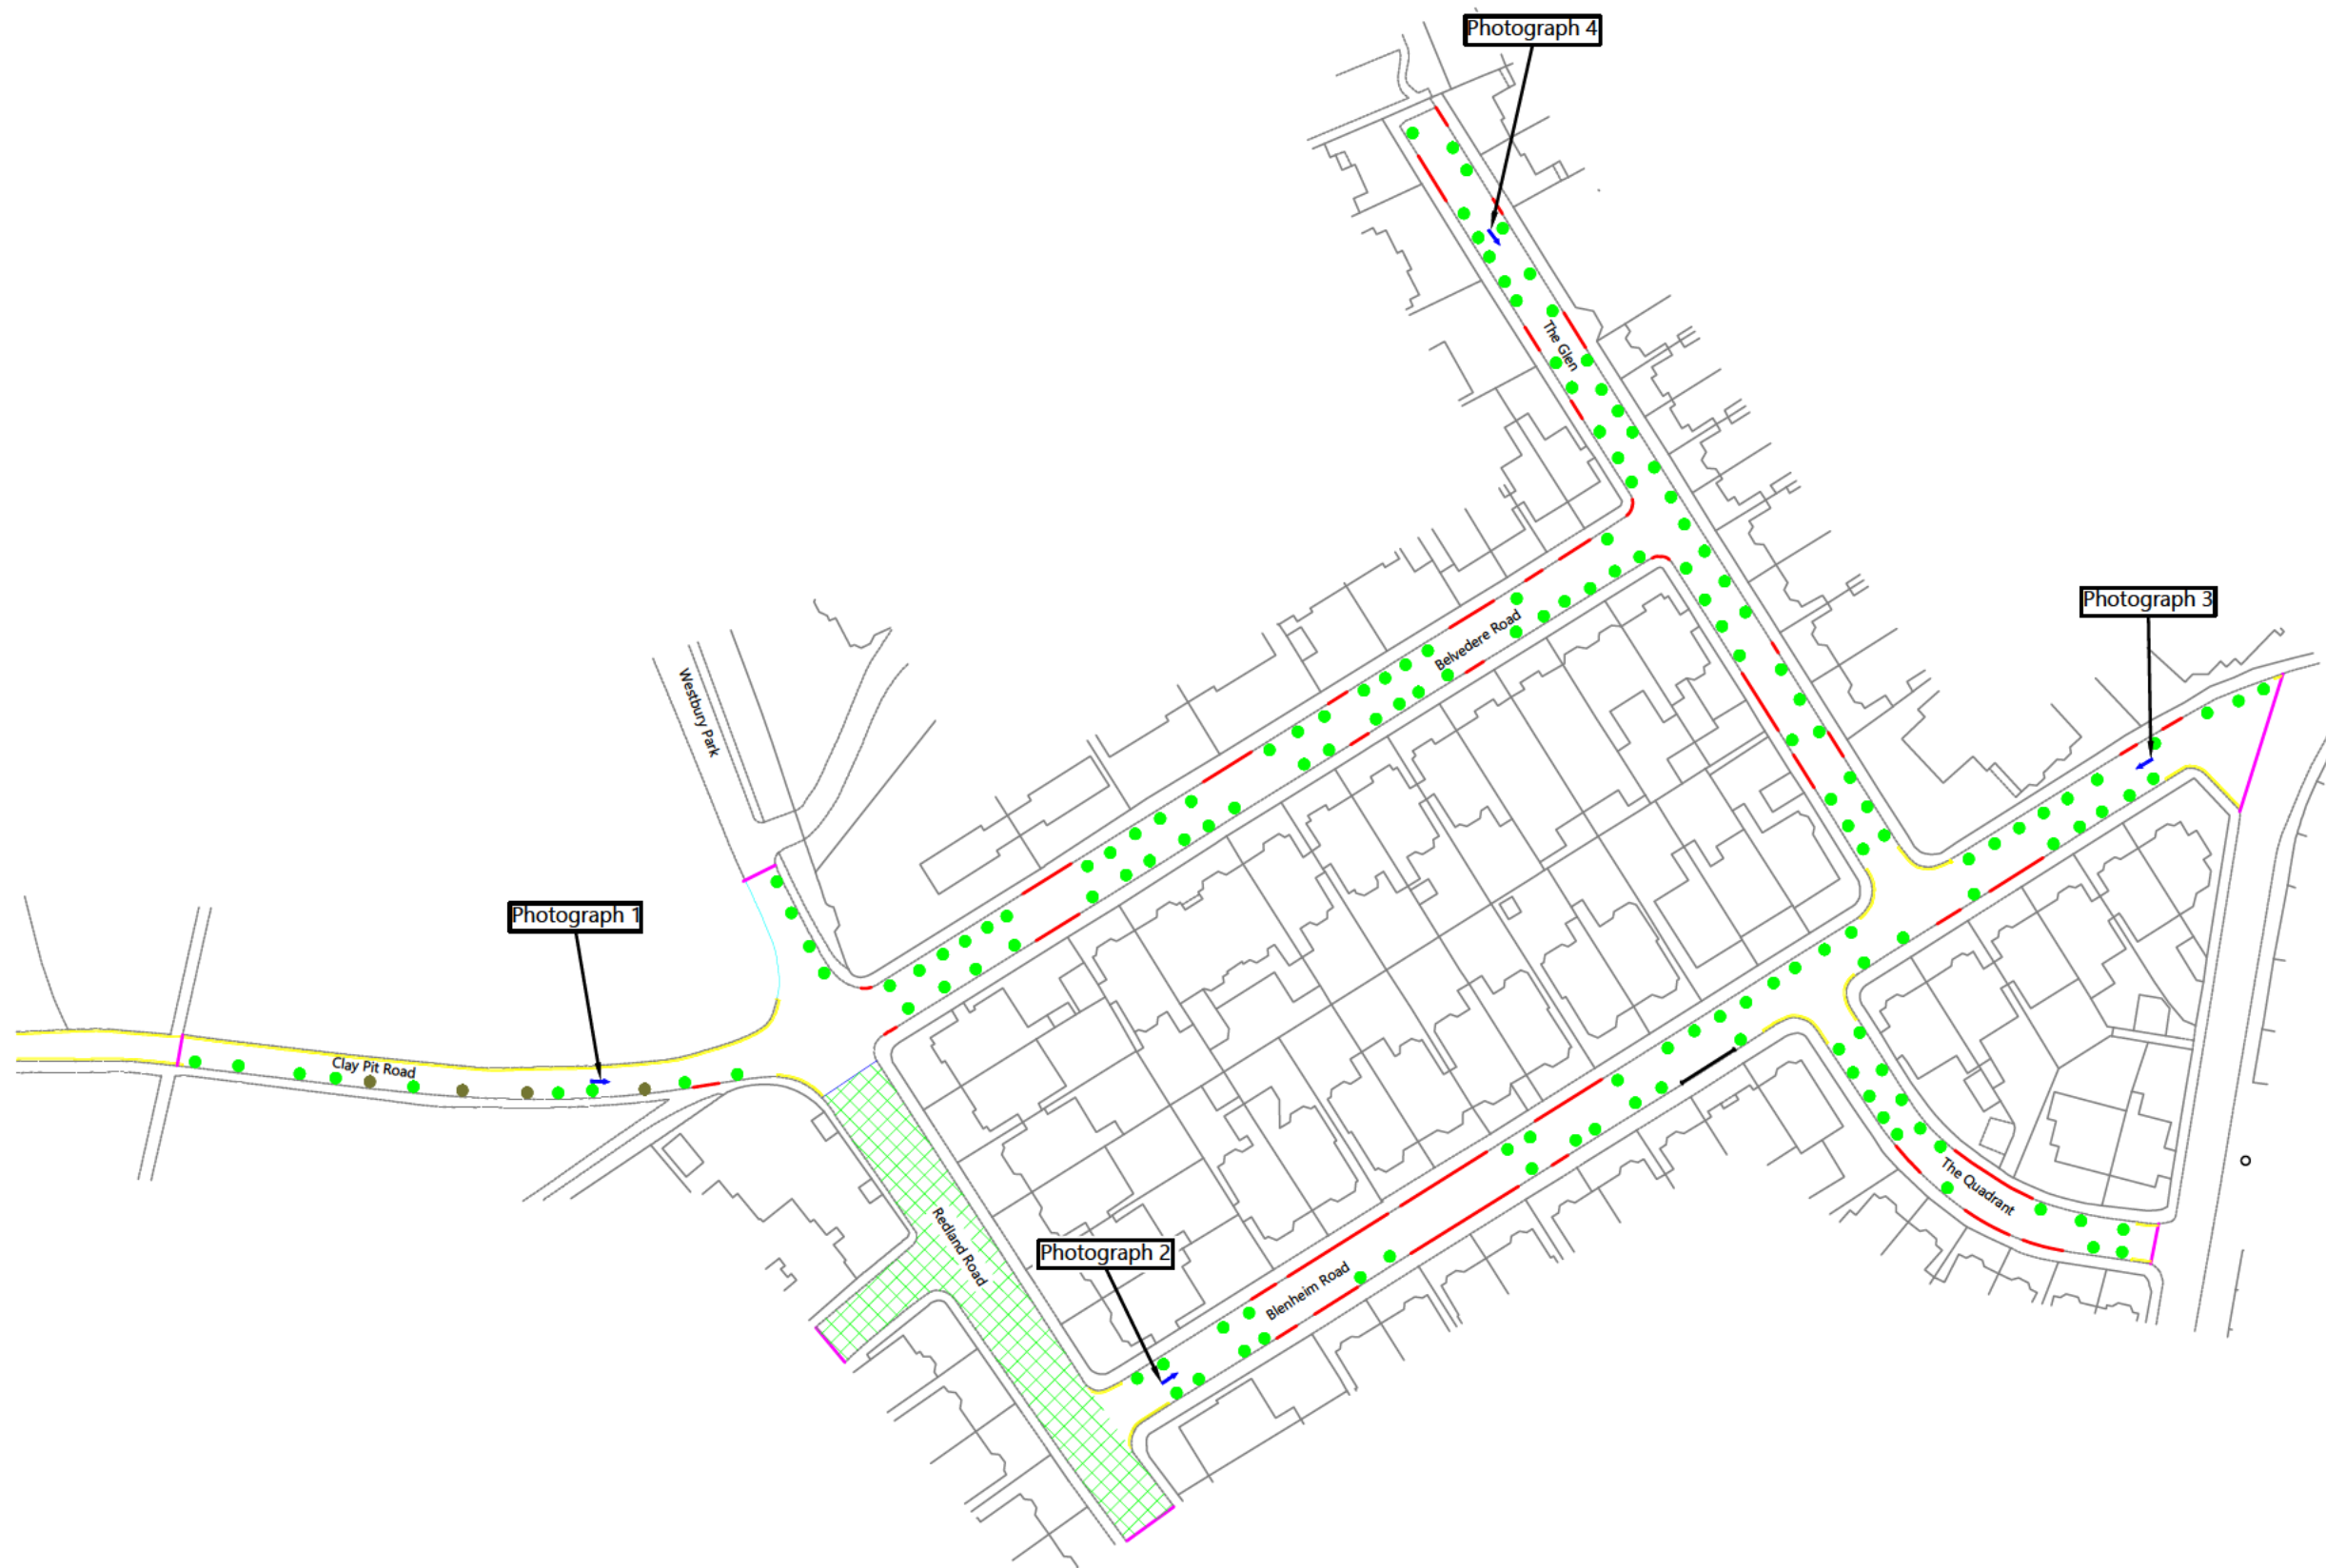 Photograph 4
The Glen
Photograph 3
Belvedere Road
Westbury Park
Photograph 1
Clay Pit Road
The Quadrant
Redland Road
Photograph 2
Blenheim Road